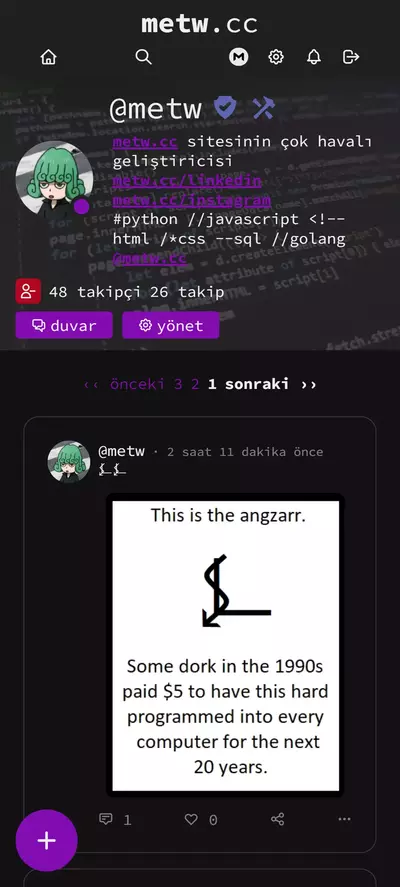 metw.cc
@metw
metw.cc sitesinin çok havalı
geliştiricisi
metw.cc/linkedin
metw.cc/instagram
#python //javascript <!--
html /*css --sql //golang
@metw.cc
48 takipçi 26 takip
duvar
yönet
‹‹ önceki 3 2 1 sonraki ››
@metw · 2 saat 11 dakika önce
⍼ ⍼
This is the angzarr.
⍼
Some dork in the 1990s
paid $5 to have this hard
programmed into every
computer for the next
20 years.
1
0